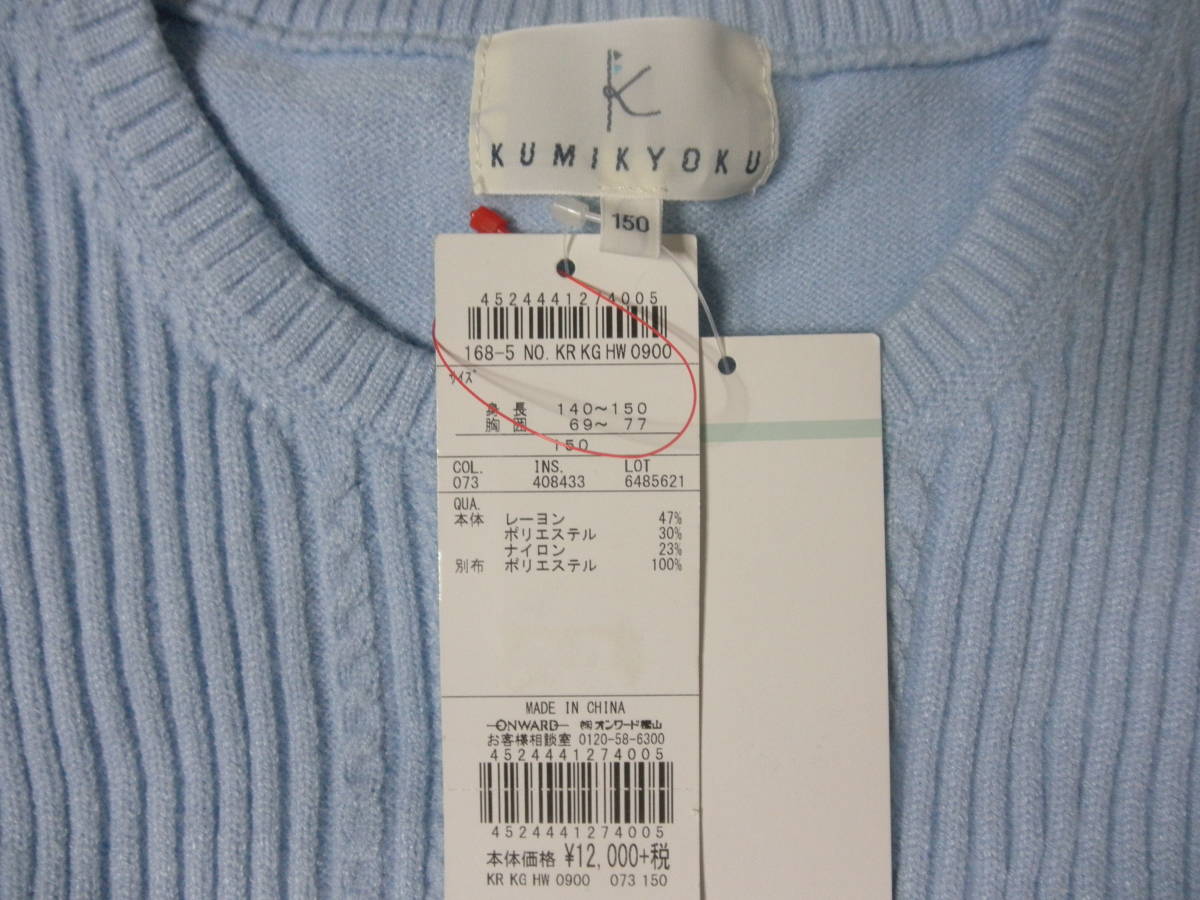 K
KUMIKYOKU
150
4524441274005
168-5 NO. KR KG HW 0900
サイズ
身長 140～150
胸囲 69～ 77
150
COL. INS. LOT
073 408433 6485621
QUA.
本体 レーヨン 47%
ポリエステル 30%
ナイロン 23%
別布 ポリエステル 100%
MADE IN CHINA
ONWARD ㈱オンワード樫山
お客様相談室 0120-58-6300
4524441274005
4524441274005
本体価格 ¥12,000+税
KR KG HW 0900 073 150